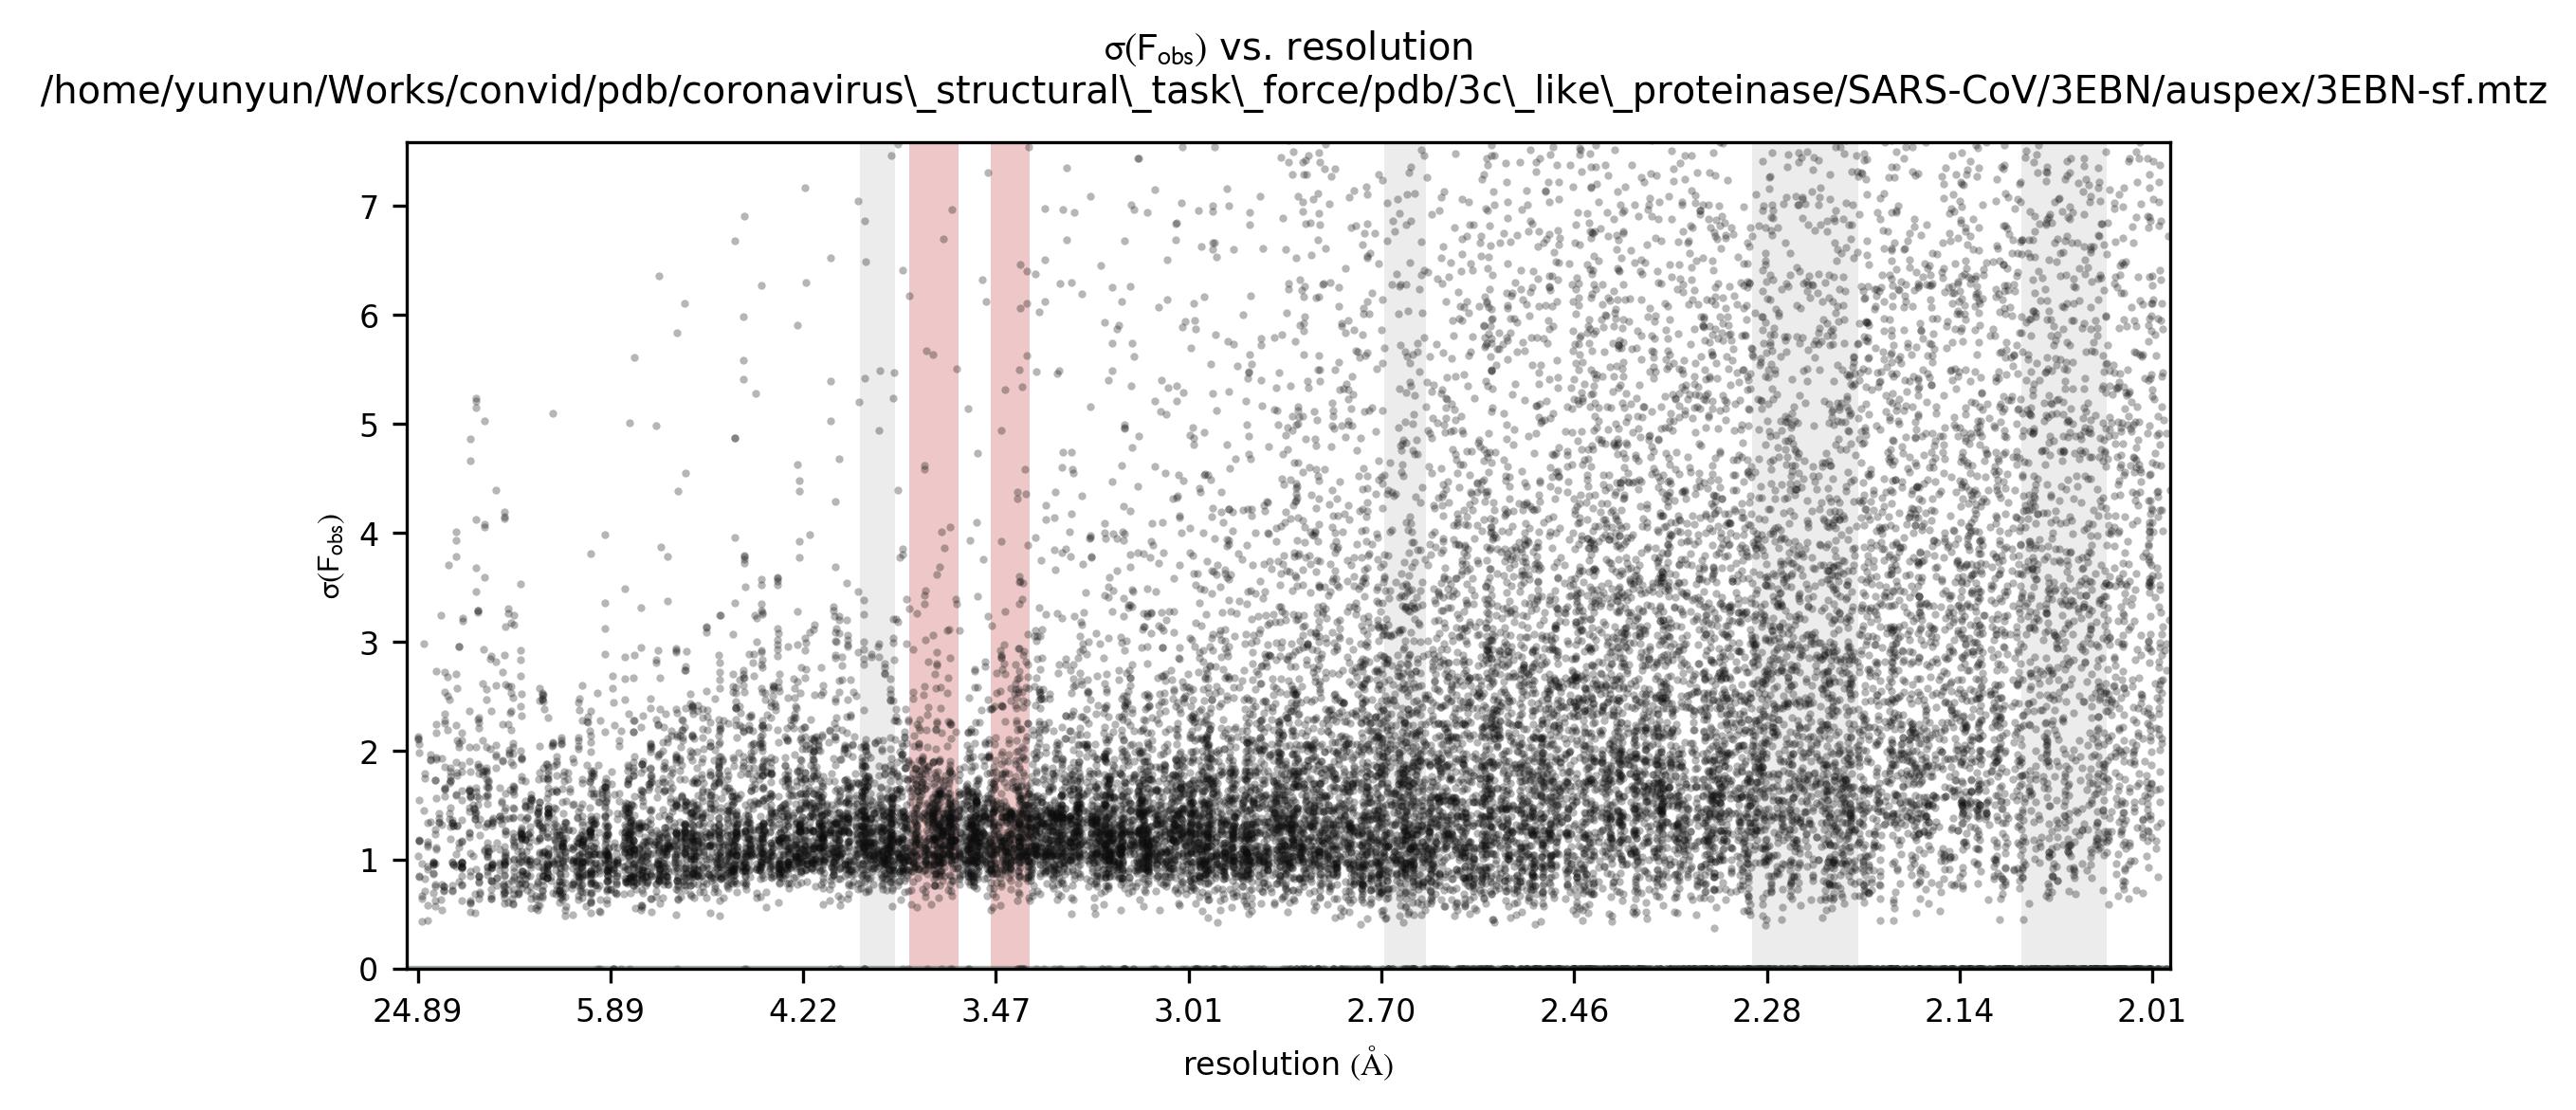 σ(Fobs) vs. resolution
/home/yunyun/Works/convid/pdb/coronavirus\_structural\_task\_force/pdb/3c\_like\_proteinase/SARS-CoV/3EBN/auspex/3EBN-sf.mtz
σ(Fobs)
7
6
5
4
3
2
1
0
24.89 5.89 4.22 3.47 3.01 2.70 2.46 2.28 2.14 2.01
resolution (Å)